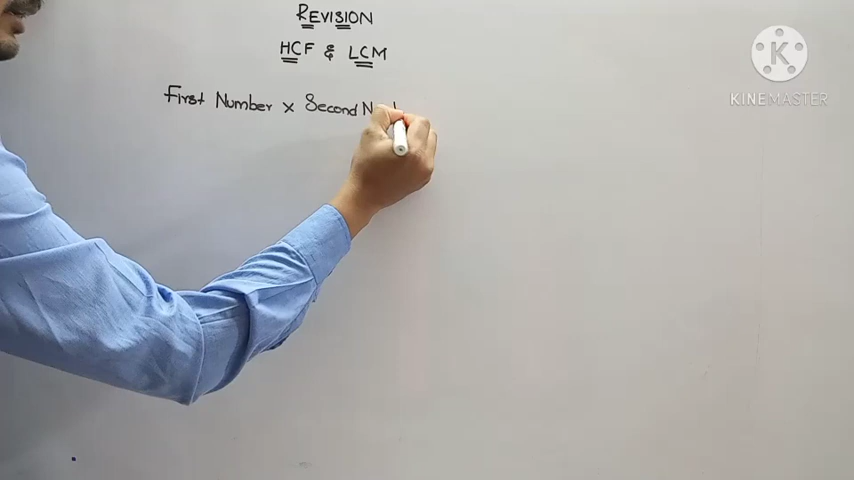 REVISION
HCF & LCM
First Number × Second
KINEMASTER